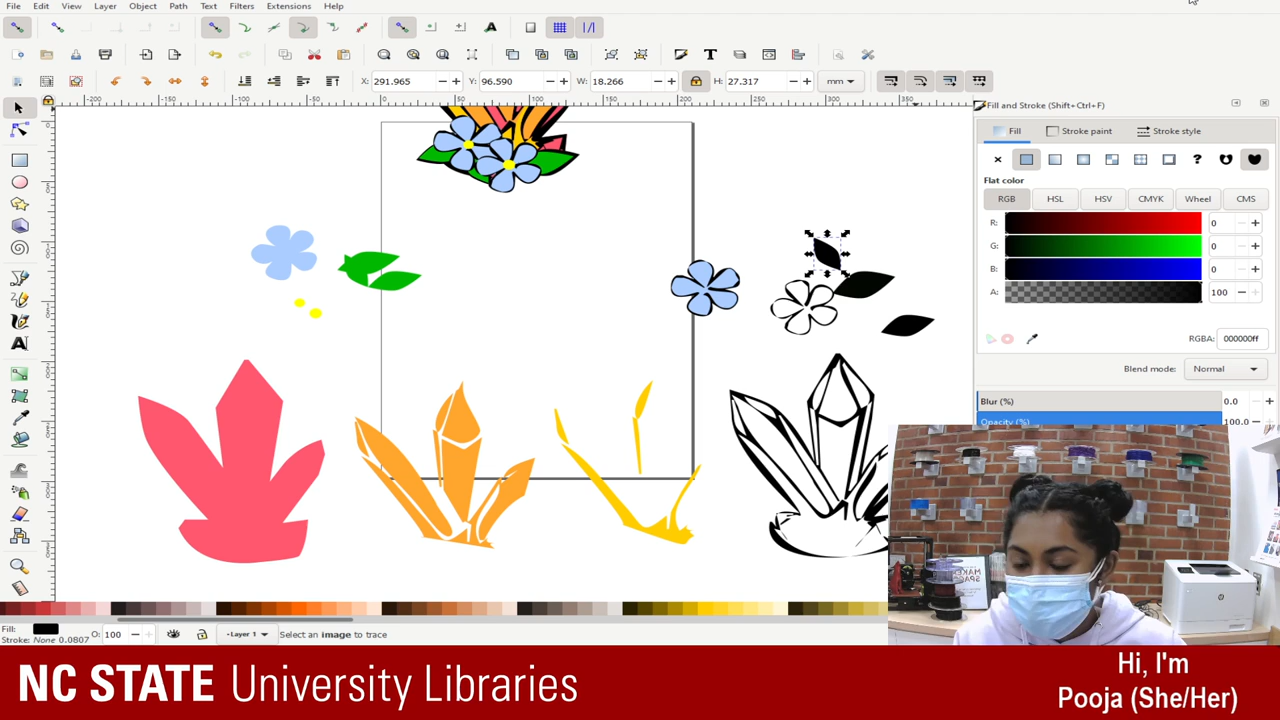 File Edit View Layer Object Path Text Filters Extensions Help
X: 291.965 − + Y: 96.590 − + W: 18.266 − + H: 27.317 − + mm
Fill and Stroke (Shift+Ctrl+F)
Fill Stroke paint Stroke style
Flat color
RGB HSL HSV CMYK Wheel CMS
R: 0 − +
G: 0 − +
B: 0 − +
A: 100 − +
RGBA: 000000ff
Blend mode: Normal
Blur (%) 0.0 − +
Opacity (%) 100.0 − +
Fill:
Stroke: None 0.0807
O: 100 − +
Layer 1
Select an image to trace
NC STATE University Libraries
Hi, I'm
Pooja (She/Her)